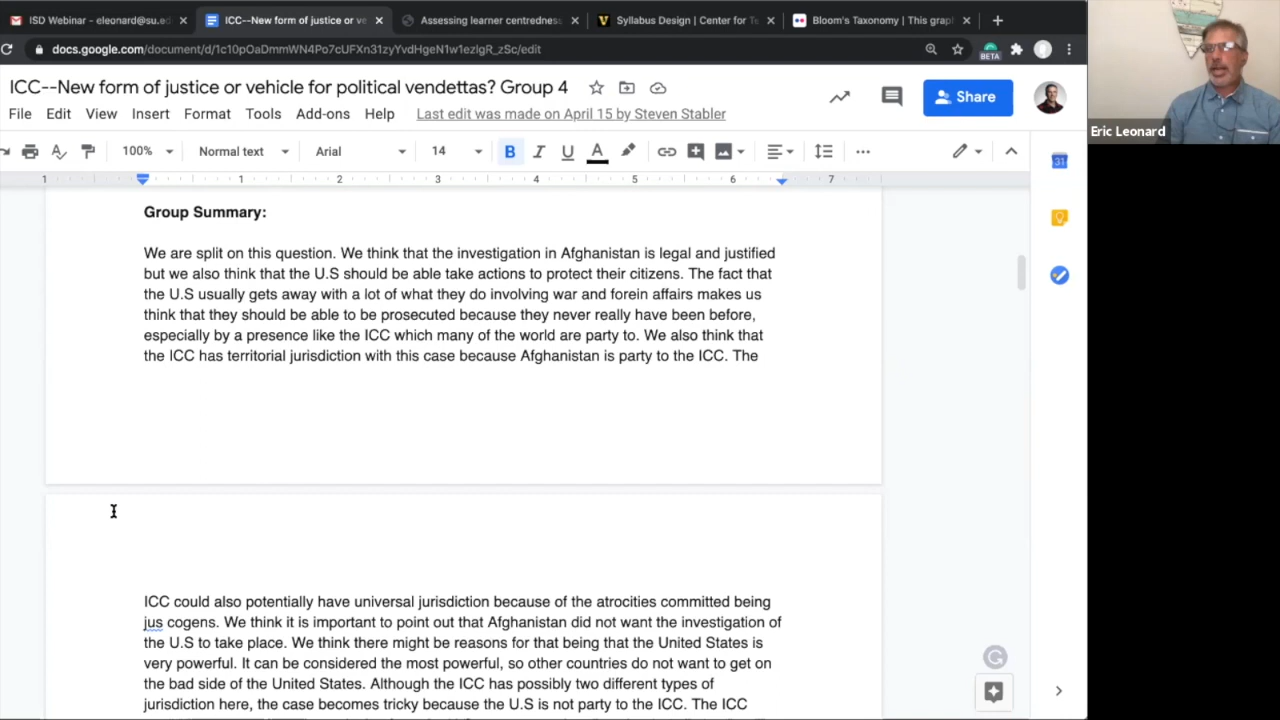 ISD Webinar - eleonard@su.ed
ICC--New form of justice or ve
Assessing learner centredness
Syllabus Design | Center for Te
Bloom's Taxonomy | This grap
docs.google.com/document/d/1c10pOaDmmWN4Po7cUFXn31zyYvdHgeN1w1ezIgR_zSc/edit
BETA
ICC--New form of justice or vehicle for political vendettas? Group 4
Share
File Edit View Insert Format Tools Add-ons Help Last edit was made on April 15 by Steven Stabler
Eric Leonard
100% Normal text Arial 14 B I U A
31
1 1 2 3 4 5 6 7
Group Summary:
We are split on this question. We think that the investigation in Afghanistan is legal and justified
but we also think that the U.S should be able take actions to protect their citizens. The fact that
the U.S usually gets away with a lot of what they do involving war and forein affairs makes us
think that they should be able to be prosecuted because they never really have been before,
especially by a presence like the ICC which many of the world are party to. We also think that
the ICC has territorial jurisdiction with this case because Afghanistan is party to the ICC. The
ICC could also potentially have universal jurisdiction because of the atrocities committed being
jus cogens. We think it is important to point out that Afghanistan did not want the investigation of
the U.S to take place. We think there might be reasons for that being that the United States is
very powerful. It can be considered the most powerful, so other countries do not want to get on
the bad side of the United States. Although the ICC has possibly two different types of
jurisdiction here, the case becomes tricky because the U.S is not party to the ICC. The ICC